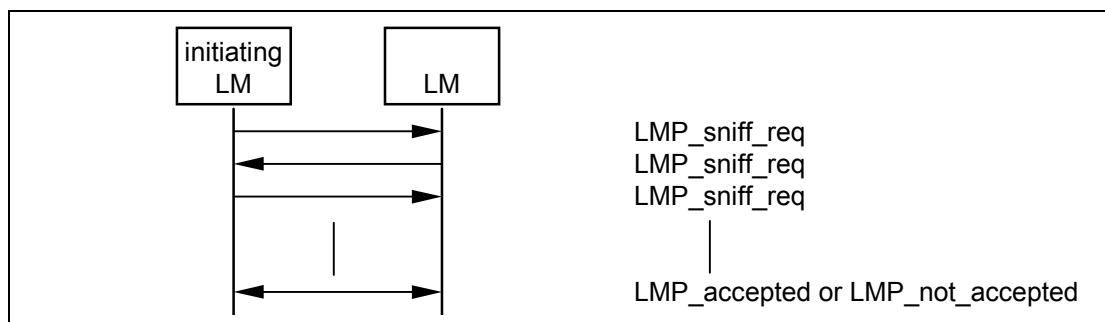 initiating
LM
LM
LMP_sniff_req
LMP_sniff_req
LMP_sniff_req
LMP_accepted or LMP_not_accepted